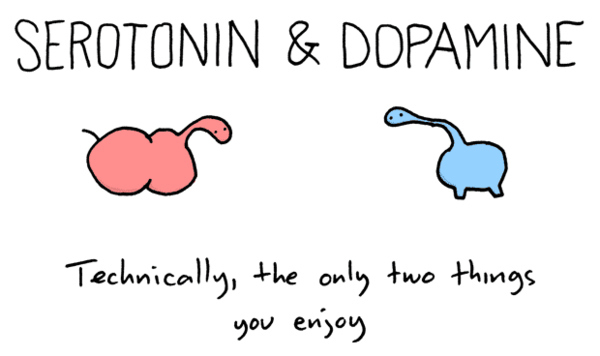 SEROTONIN & DOPAMINE
Technically, the only two things
you enjoy